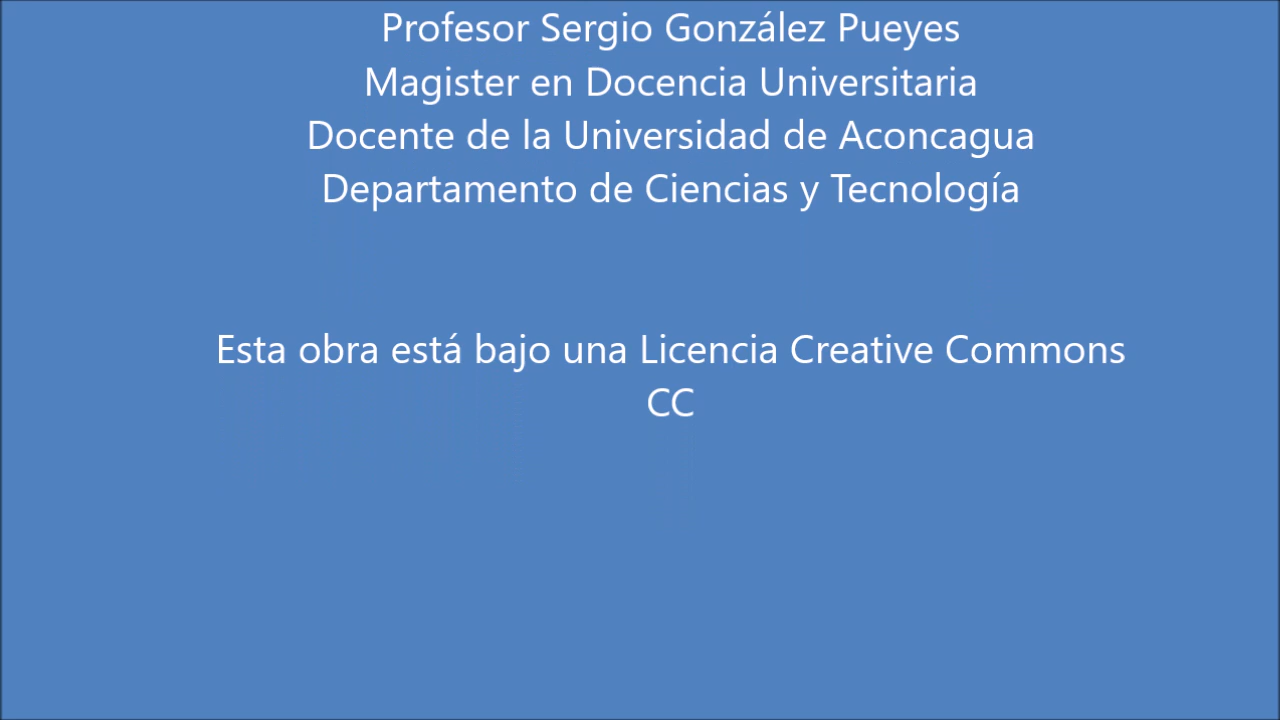 Profesor Sergio González Pueyes
Magister en Docencia Universitaria
Docente de la Universidad de Aconcagua
Departamento de Ciencias y Tecnología
Esta obra está bajo una Licencia Creative Commons
CC